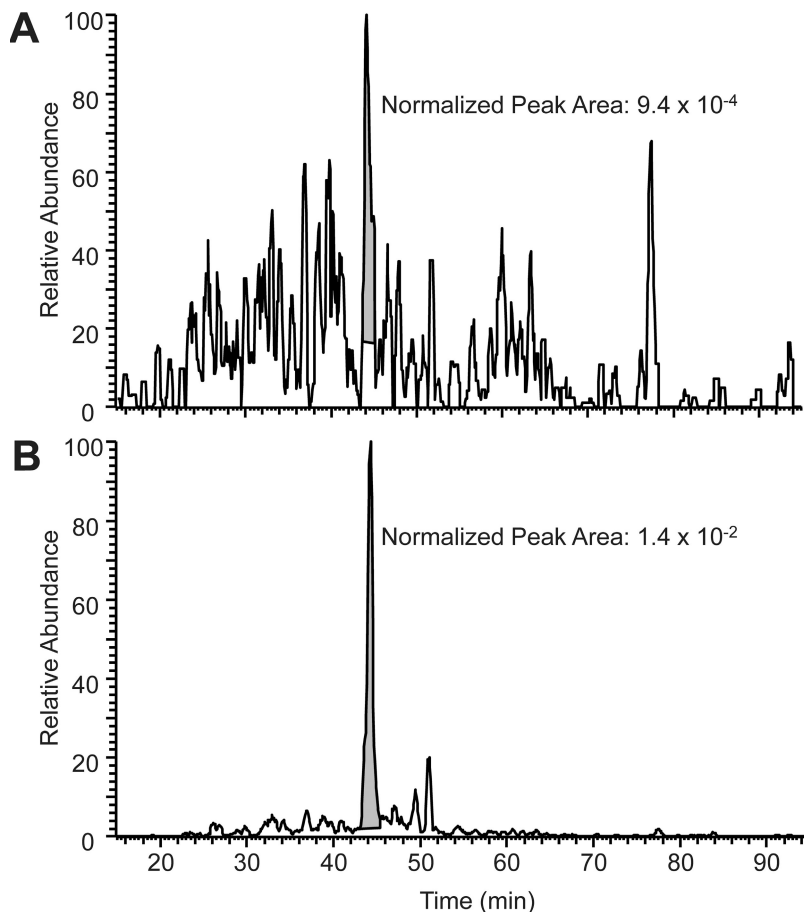 A
100
80
60
40
20
0
Relative Abundance
Normalized Peak Area: 9.4 x 10-4
B
100
80
60
40
20
0
Relative Abundance
Normalized Peak Area: 1.4 x 10-2
20 30 40 50 60 70 80 90
Time (min)